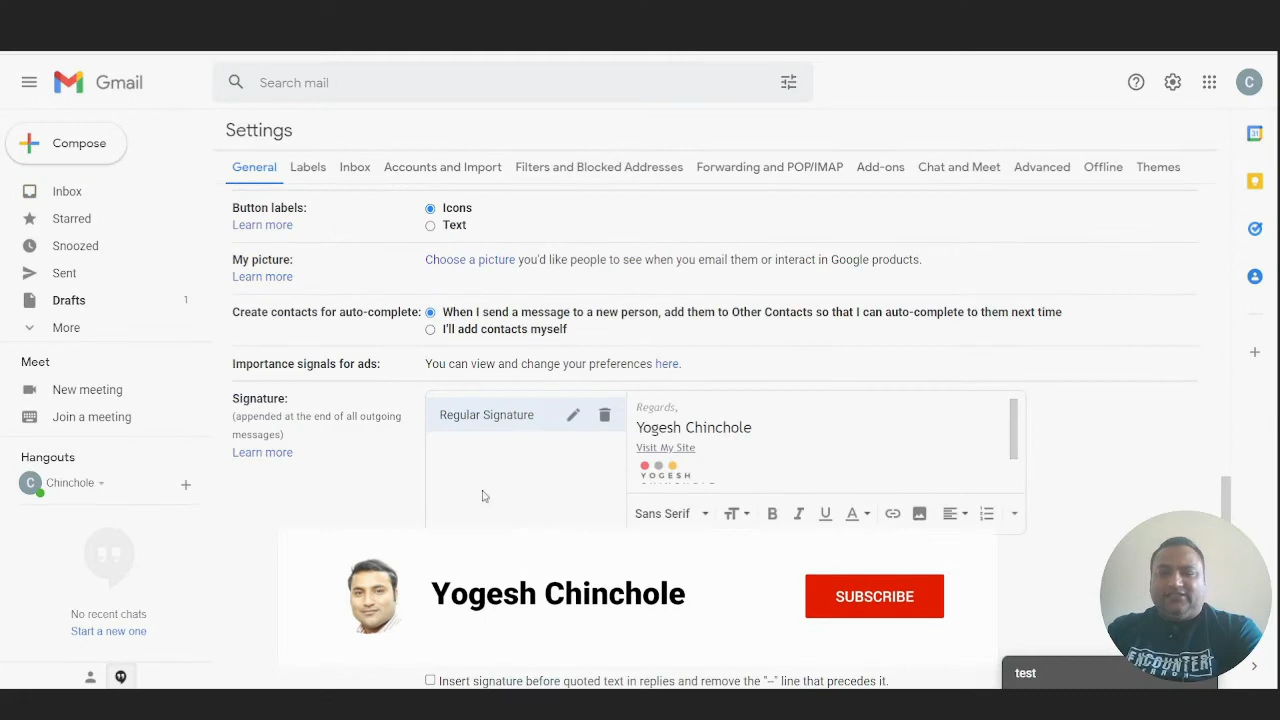 Gmail
Search mail
C
Compose
Settings
General Labels Inbox Accounts and Import Filters and Blocked Addresses Forwarding and POP/IMAP Add-ons Chat and Meet Advanced Offline Themes
31
Inbox
Starred
Snoozed
Sent
Drafts 1
More
Meet
New meeting
Join a meeting
Hangouts
C Chinchole
No recent chats
Start a new one
Button labels:
Learn more
Icons
Text
My picture:
Learn more
Choose a picture you'd like people to see when you email them or interact in Google products.
Create contacts for auto-complete:
When I send a message to a new person, add them to Other Contacts so that I can auto-complete to them next time
I'll add contacts myself
Importance signals for ads:
You can view and change your preferences here.
Signature:
(appended at the end of all outgoing
messages)
Learn more
Regular Signature
Regards,
Yogesh Chinchole
Visit My Site
YOGESH
Sans Serif
Yogesh Chinchole
SUBSCRIBE
ENCOUNTER
test
Insert signature before quoted text in replies and remove the "--" line that precedes it.